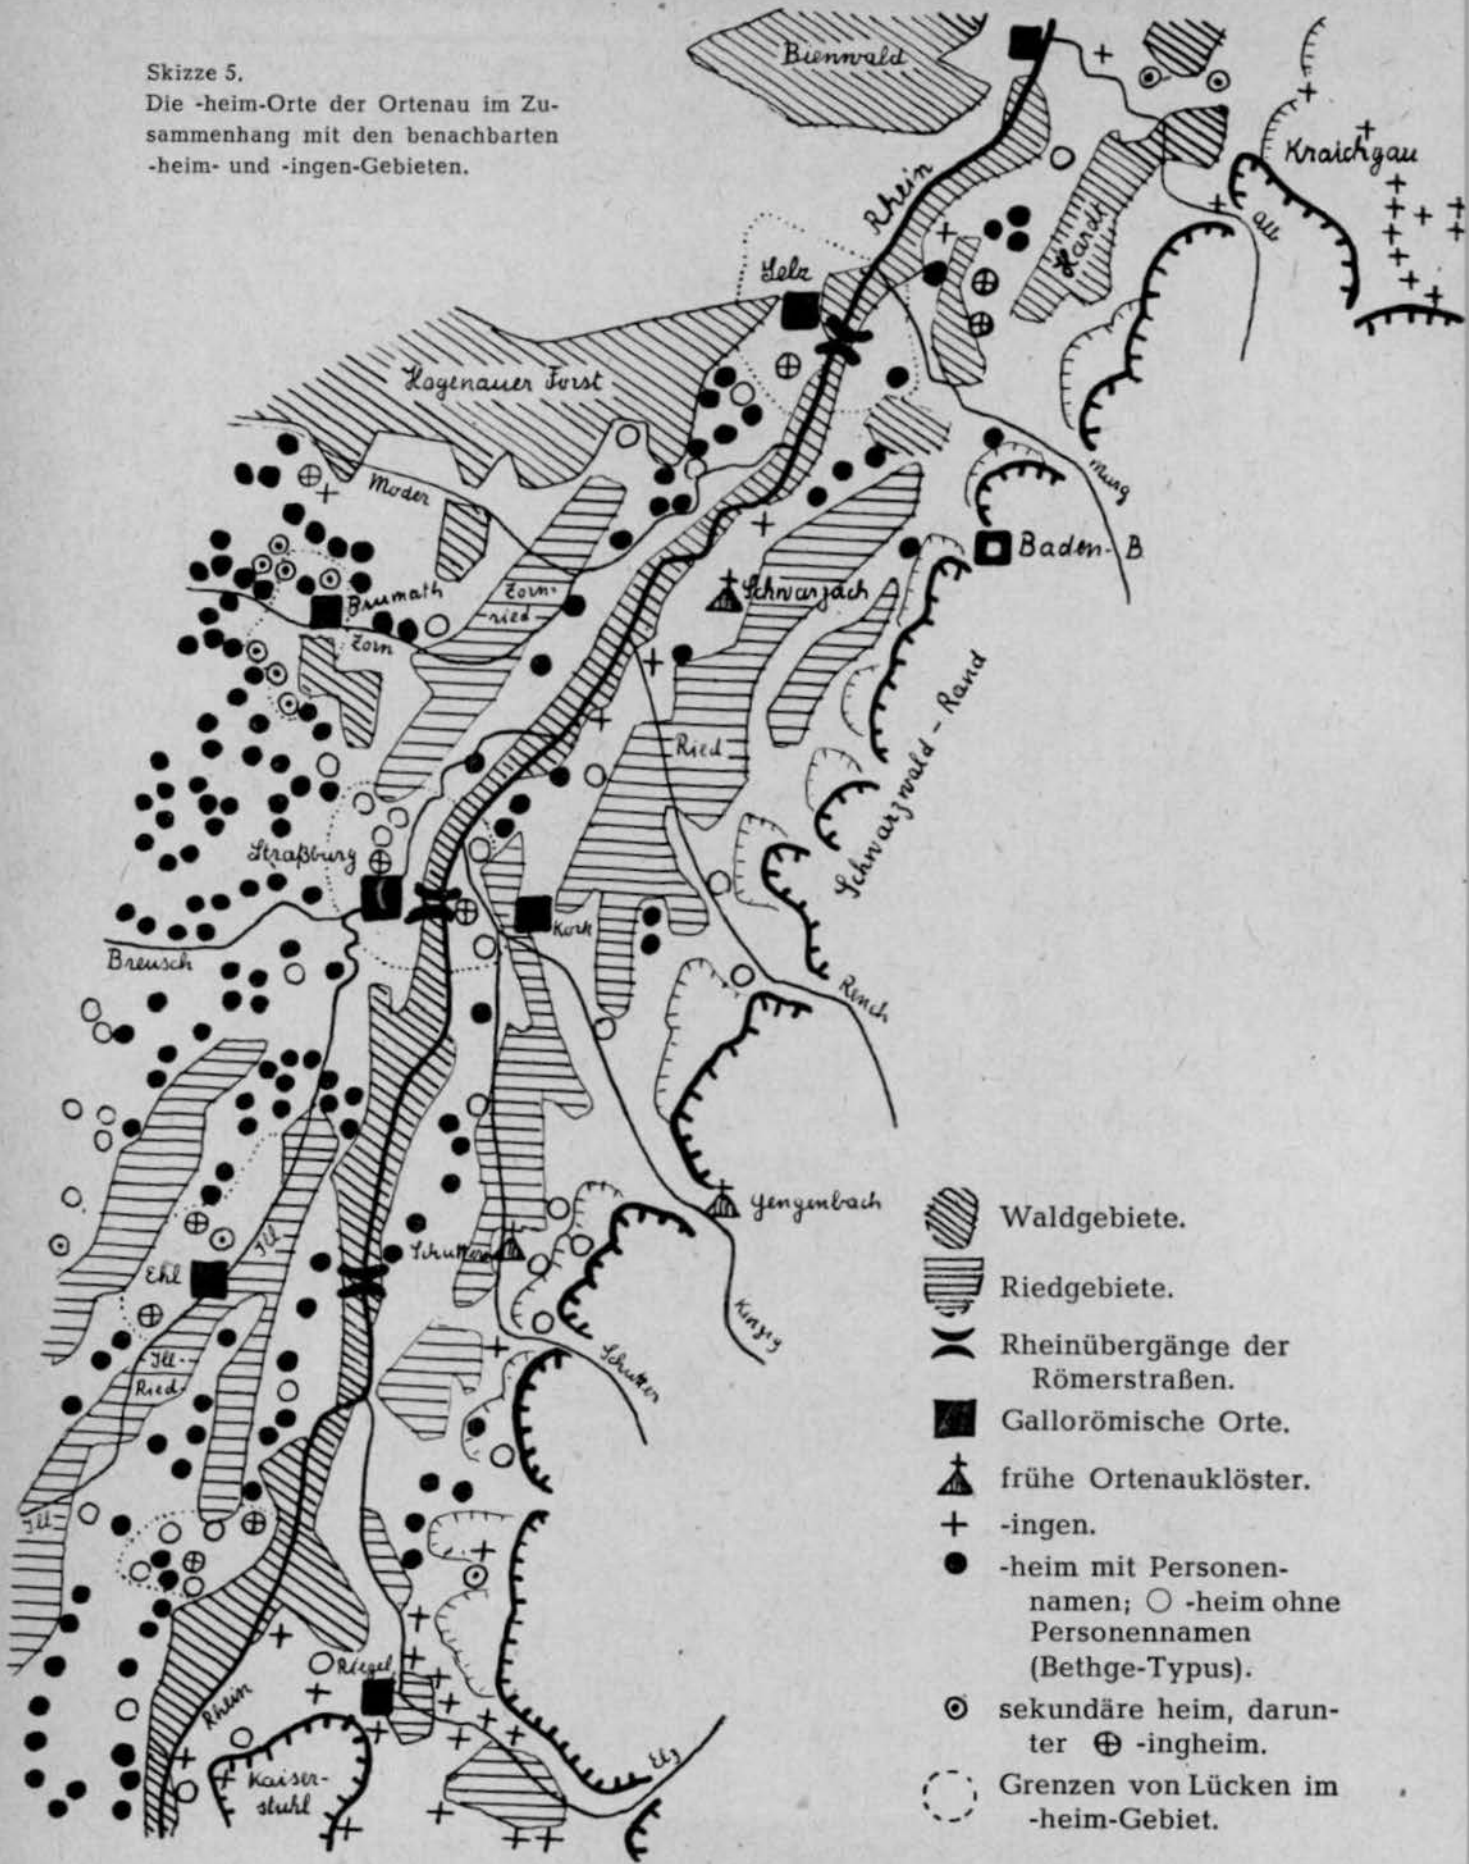 Skizze 5.
Die -heim-Orte der Ortenau im Zu-
sammenhang mit den benachbarten
-heim- und -ingen-Gebieten.
Bienwald
Kraichgau
Rhein
Hardt
Alb
Selz
Hagenauer Forst
Murg
Moder
Baden-B
Zorn-
ried
Schwarzach
Brumath
Zorn
Schwarzwald-Rand
Ried
Straßburg
Kork
Breusch
Rench
Gengenbach
Ill
Schuttern
Ehl
Kinzig
Schutter
Ill-
Ried
Ill
Riegel
Rhein
Kaiser-
stuhl
Elz
Waldgebiete.
Riedgebiete.
Rheinübergänge der
Römerstraßen.
Gallorömische Orte.
frühe Ortenauklöster.
+ -ingen.
● -heim mit Personen-
namen; ○ -heim ohne
Personennamen
(Bethge-Typus).
☉ sekundäre heim, darun-
ter ⊕ -ingheim.
Grenzen von Lücken im
-heim-Gebiet.